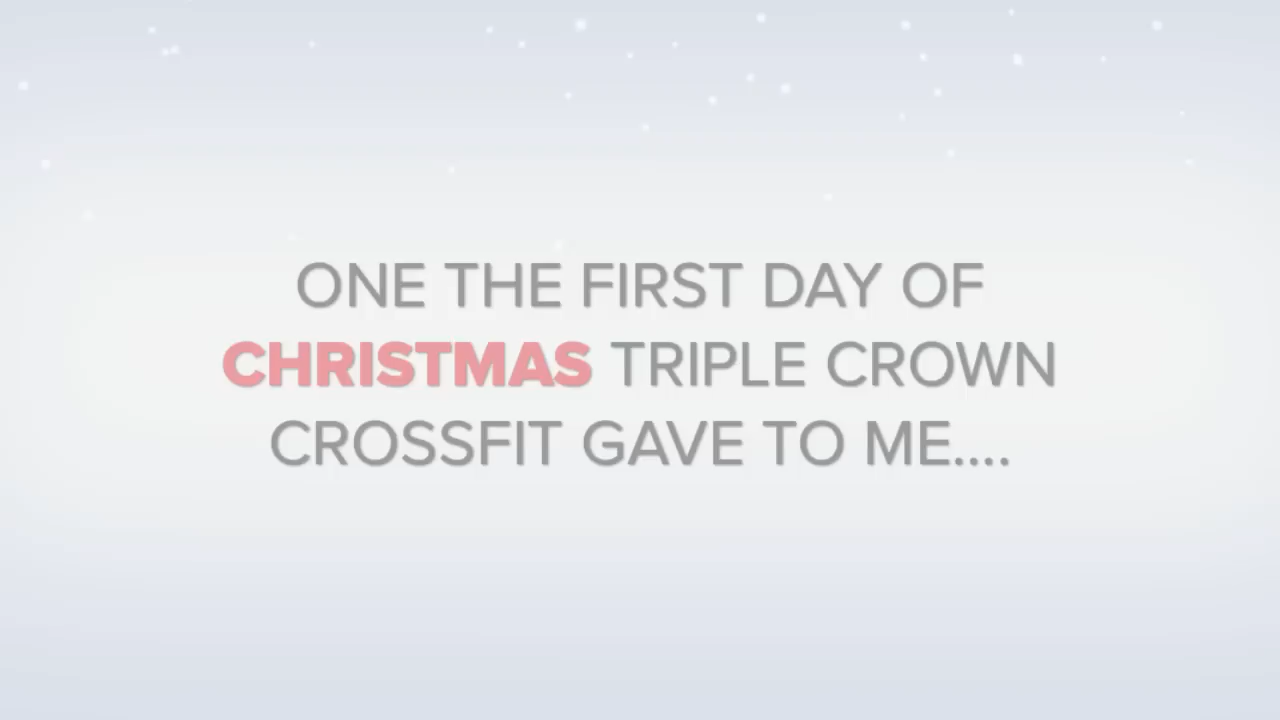 ONE THE FIRST DAY OF
CHRISTMAS TRIPLE CROWN
CROSSFIT GAVE TO ME....